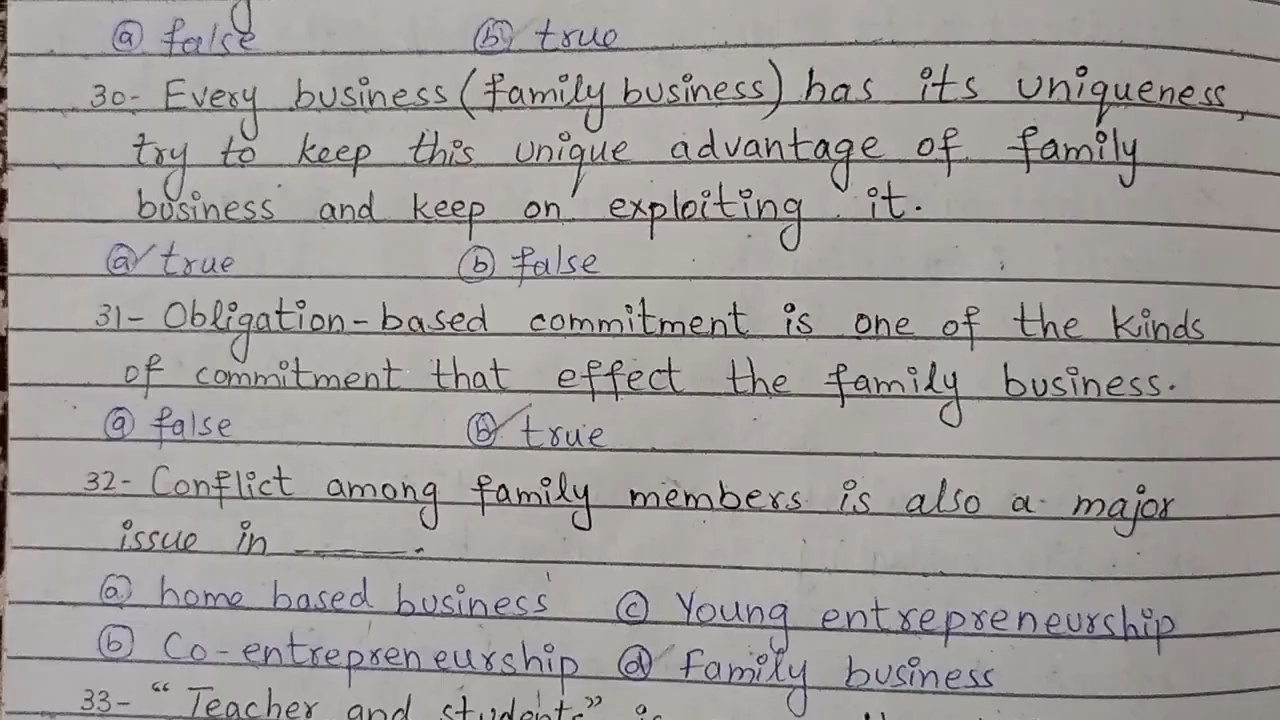 ⓐ false ⓑ true
30- Every business (family business) has its uniqueness,
try to keep this unique advantage of family
business and keep on exploiting it.
ⓐ✓ true ⓑ false
31- Obligation-based commitment is one of the kinds
of commitment that effect the family business.
ⓐ false ⓑ✓ true
32- Conflict among family members is also a major
issue in ______.
ⓐ home based business ⓒ Young entrepreneurship
ⓑ Co-entrepreneurship ⓓ✓ Family business
33- “Teacher and students” is